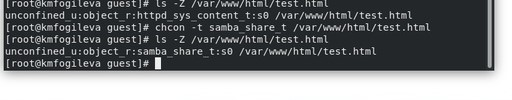 [root@kmfogileva guest]# ls -Z /var/www/html/test.html
unconfined_u:object_r:httpd_sys_content_t:s0 /var/www/html/test.html
[root@kmfogileva guest]# chcon -t samba_share_t /var/www/html/test.html
[root@kmfogileva guest]# ls -Z /var/www/html/test.html
unconfined_u:object_r:samba_share_t:s0 /var/www/html/test.html
[root@kmfogileva guest]#